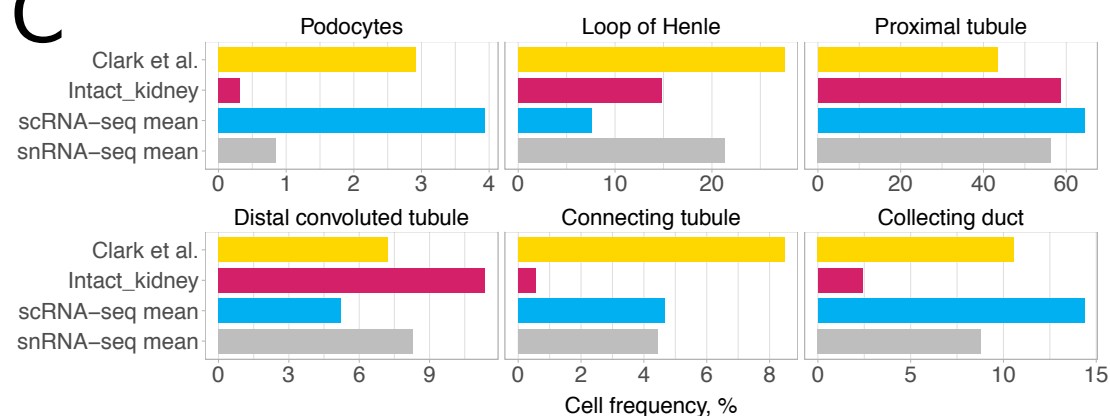 C
Podocytes Loop of Henle Proximal tubule
Clark et al.
Intact_kidney
scRNA−seq mean
snRNA−seq mean
0 1 2 3 4 0 10 20 0 20 40 60
Distal convoluted tubule Connecting tubule Collecting duct
Clark et al.
Intact_kidney
scRNA−seq mean
snRNA−seq mean
0 3 6 9 0 2 4 6 8 0 5 10 15
Cell frequency, %